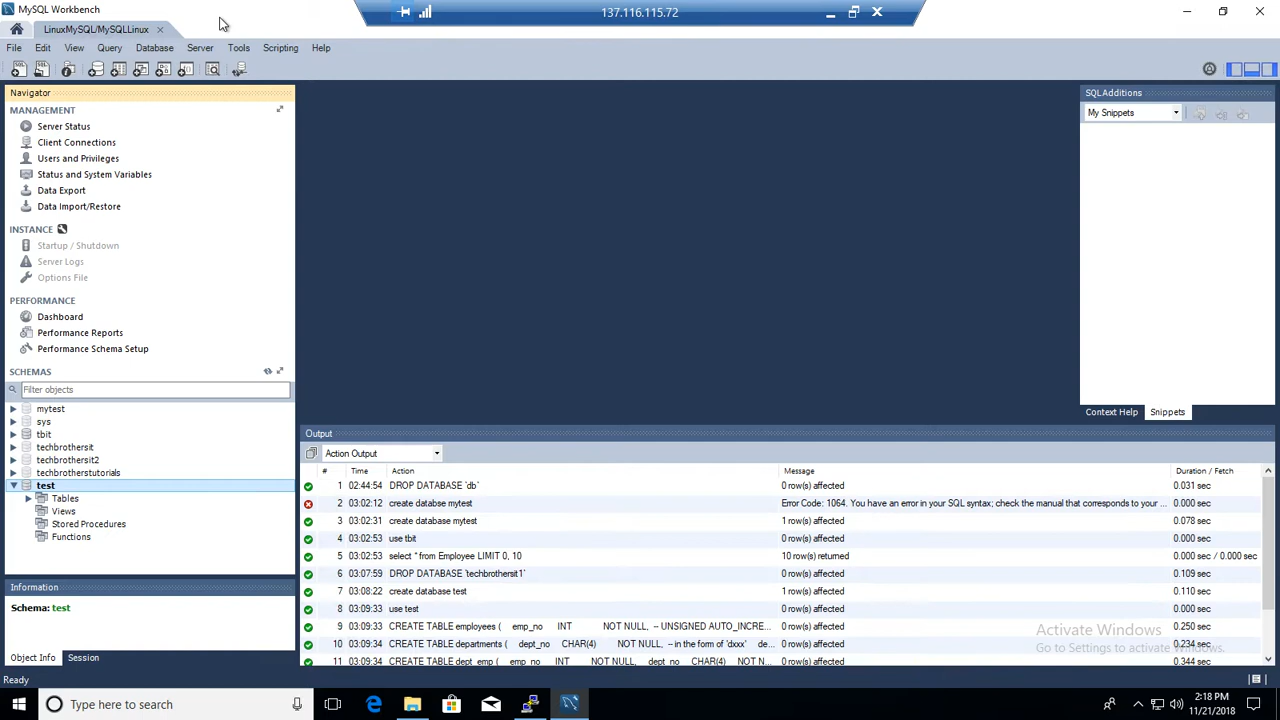 MySQL Workbench
137.116.115.72
LinuxMySQL/MySQLLinux
File Edit View Query Database Server Tools Scripting Help
Navigator
MANAGEMENT
Server Status
Client Connections
Users and Privileges
Status and System Variables
Data Export
Data Import/Restore
INSTANCE
Startup / Shutdown
Server Logs
Options File
PERFORMANCE
Dashboard
Performance Reports
Performance Schema Setup
SCHEMAS
Filter objects
mytest
sys
tbit
techbrothersit
techbrothersit2
techbrotherstutorials
test
Tables
Views
Stored Procedures
Functions
Information
Schema: test
Object Info Session
SQLAdditions
My Snippets
Context Help Snippets
Output
Action Output
# Time Action Message Duration / Fetch
1 02:44:54 DROP DATABASE `db` 0 row(s) affected 0.031 sec
2 03:02:12 create databse mytest Error Code: 1064. You have an error in your SQL syntax; check the manual that corresponds to your ... 0.000 sec
3 03:02:31 create database mytest 1 row(s) affected 0.078 sec
4 03:02:53 use tbit 0 row(s) affected 0.000 sec
5 03:02:53 select * from Employee LIMIT 0, 10 10 row(s) returned 0.000 sec / 0.000 sec
6 03:07:59 DROP DATABASE `techbrothersit1` 0 row(s) affected 0.109 sec
7 03:08:22 create database test 1 row(s) affected 0.110 sec
8 03:09:33 use test 0 row(s) affected 0.000 sec
9 03:09:33 CREATE TABLE employees ( emp_no INT NOT NULL, -- UNSIGNED AUTO_INCRE... 0 row(s) affected 0.250 sec
10 03:09:34 CREATE TABLE departments ( dept_no CHAR(4) NOT NULL, -- in the form of 'dxxx' de... 0 row(s) affected 0.234 sec
11 03:09:34 CREATE TABLE dept_emp ( emp_no INT NOT NULL, dept_no CHAR(4) NOT N... 0 row(s) affected 0.344 sec
Activate Windows
Go to Settings to activate Windows.
Ready
Type here to search
2:18 PM
11/21/2018